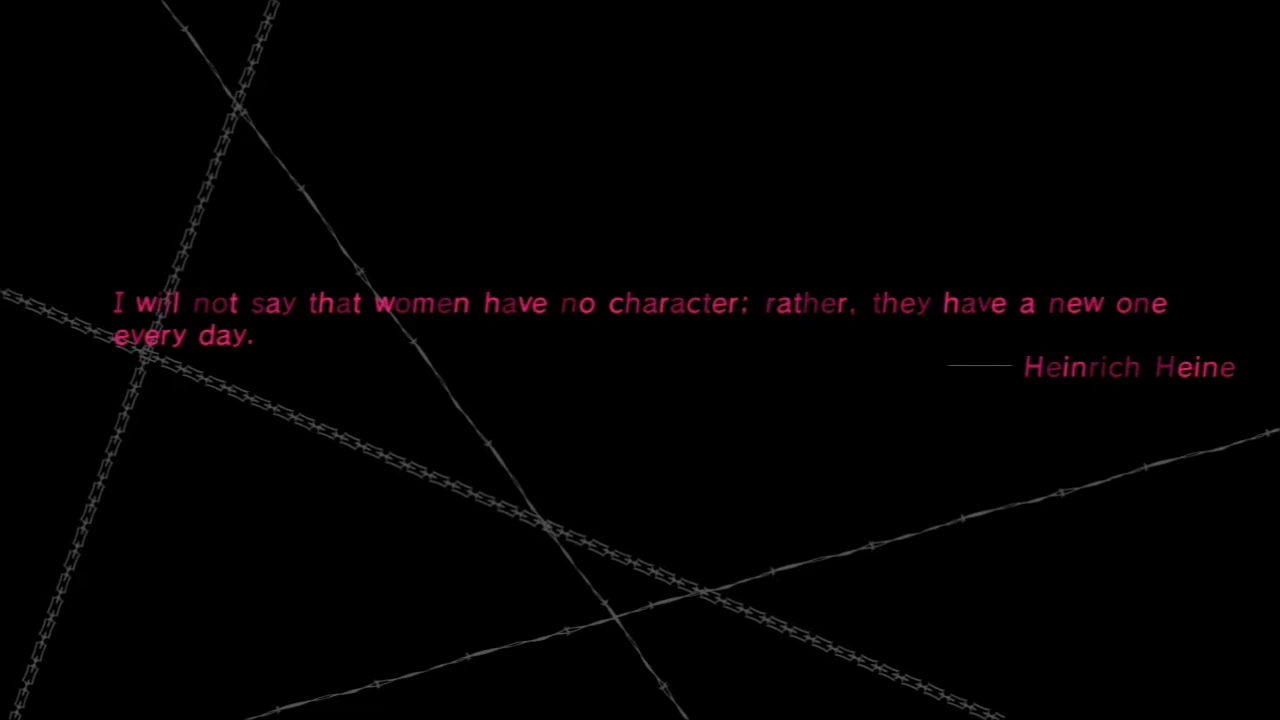 I will not say that women have no character; rather, they have a new one
every day.
Heinrich Heine